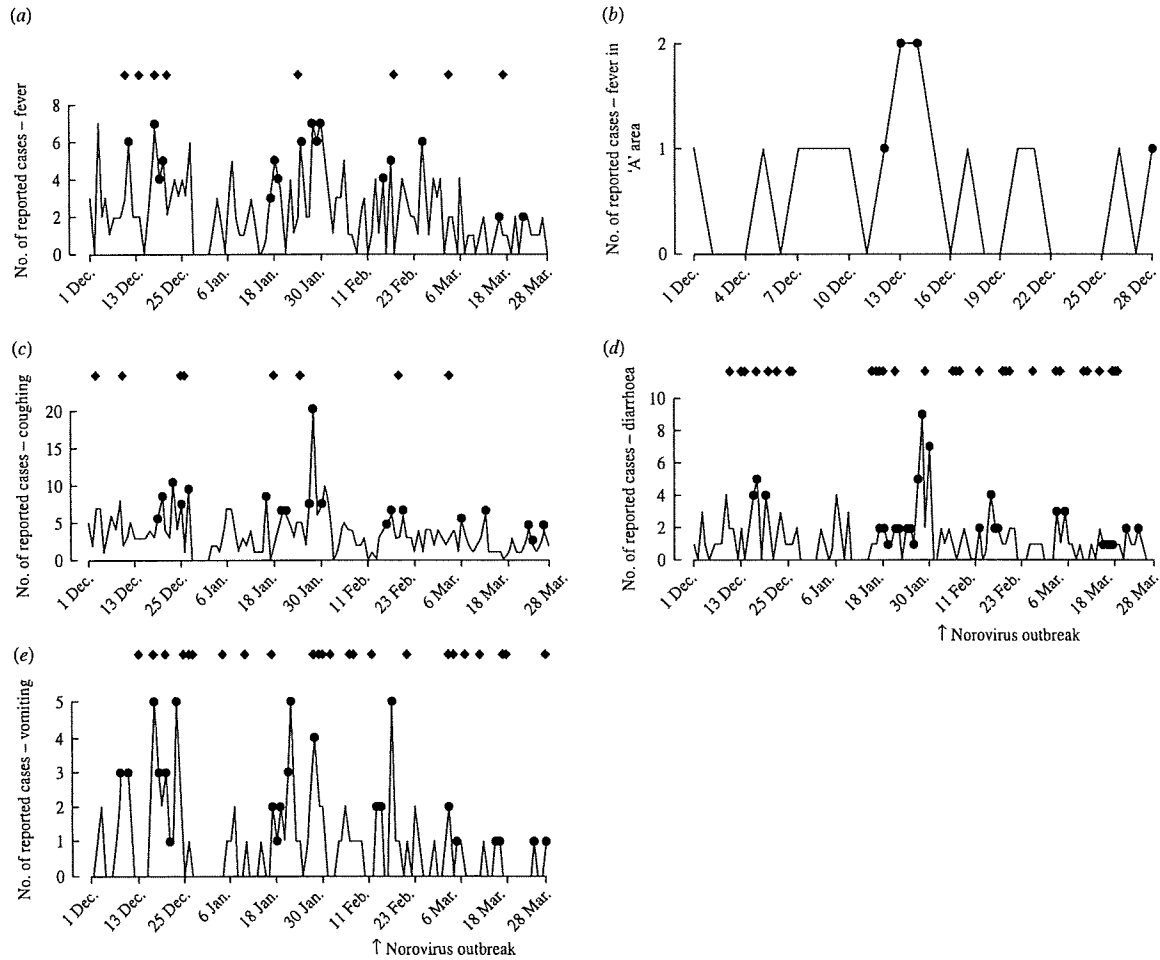 (a)
No. of reported cases – fever
8
6
4
2
0
1 Dec.
13 Dec.
25 Dec.
6 Jan.
18 Jan.
30 Jan.
11 Feb.
23 Feb.
6 Mar.
18 Mar.
28 Mar.
(b)
No. of reported cases – fever in
'A' area
2
1
0
1 Dec.
4 Dec.
7 Dec.
10 Dec.
13 Dec.
16 Dec.
19 Dec.
22 Dec.
25 Dec.
28 Dec.
(c)
No. of reported cases – coughing
20
15
10
5
0
1 Dec.
13 Dec.
25 Dec.
6 Jan.
18 Jan.
30 Jan.
11 Feb.
23 Feb.
6 Mar.
18 Mar.
28 Mar.
(d)
No. of reported cases – diarrhoea
10
8
6
4
2
0
1 Dec.
13 Dec.
25 Dec.
6 Jan.
18 Jan.
30 Jan.
11 Feb.
23 Feb.
6 Mar.
18 Mar.
28 Mar.
↑ Norovirus outbreak
(e)
No. of reported cases – vomiting
5
4
3
2
1
0
1 Dec.
13 Dec.
25 Dec.
6 Jan.
18 Jan.
30 Jan.
11 Feb.
23 Feb.
6 Mar.
18 Mar.
28 Mar.
↑ Norovirus outbreak